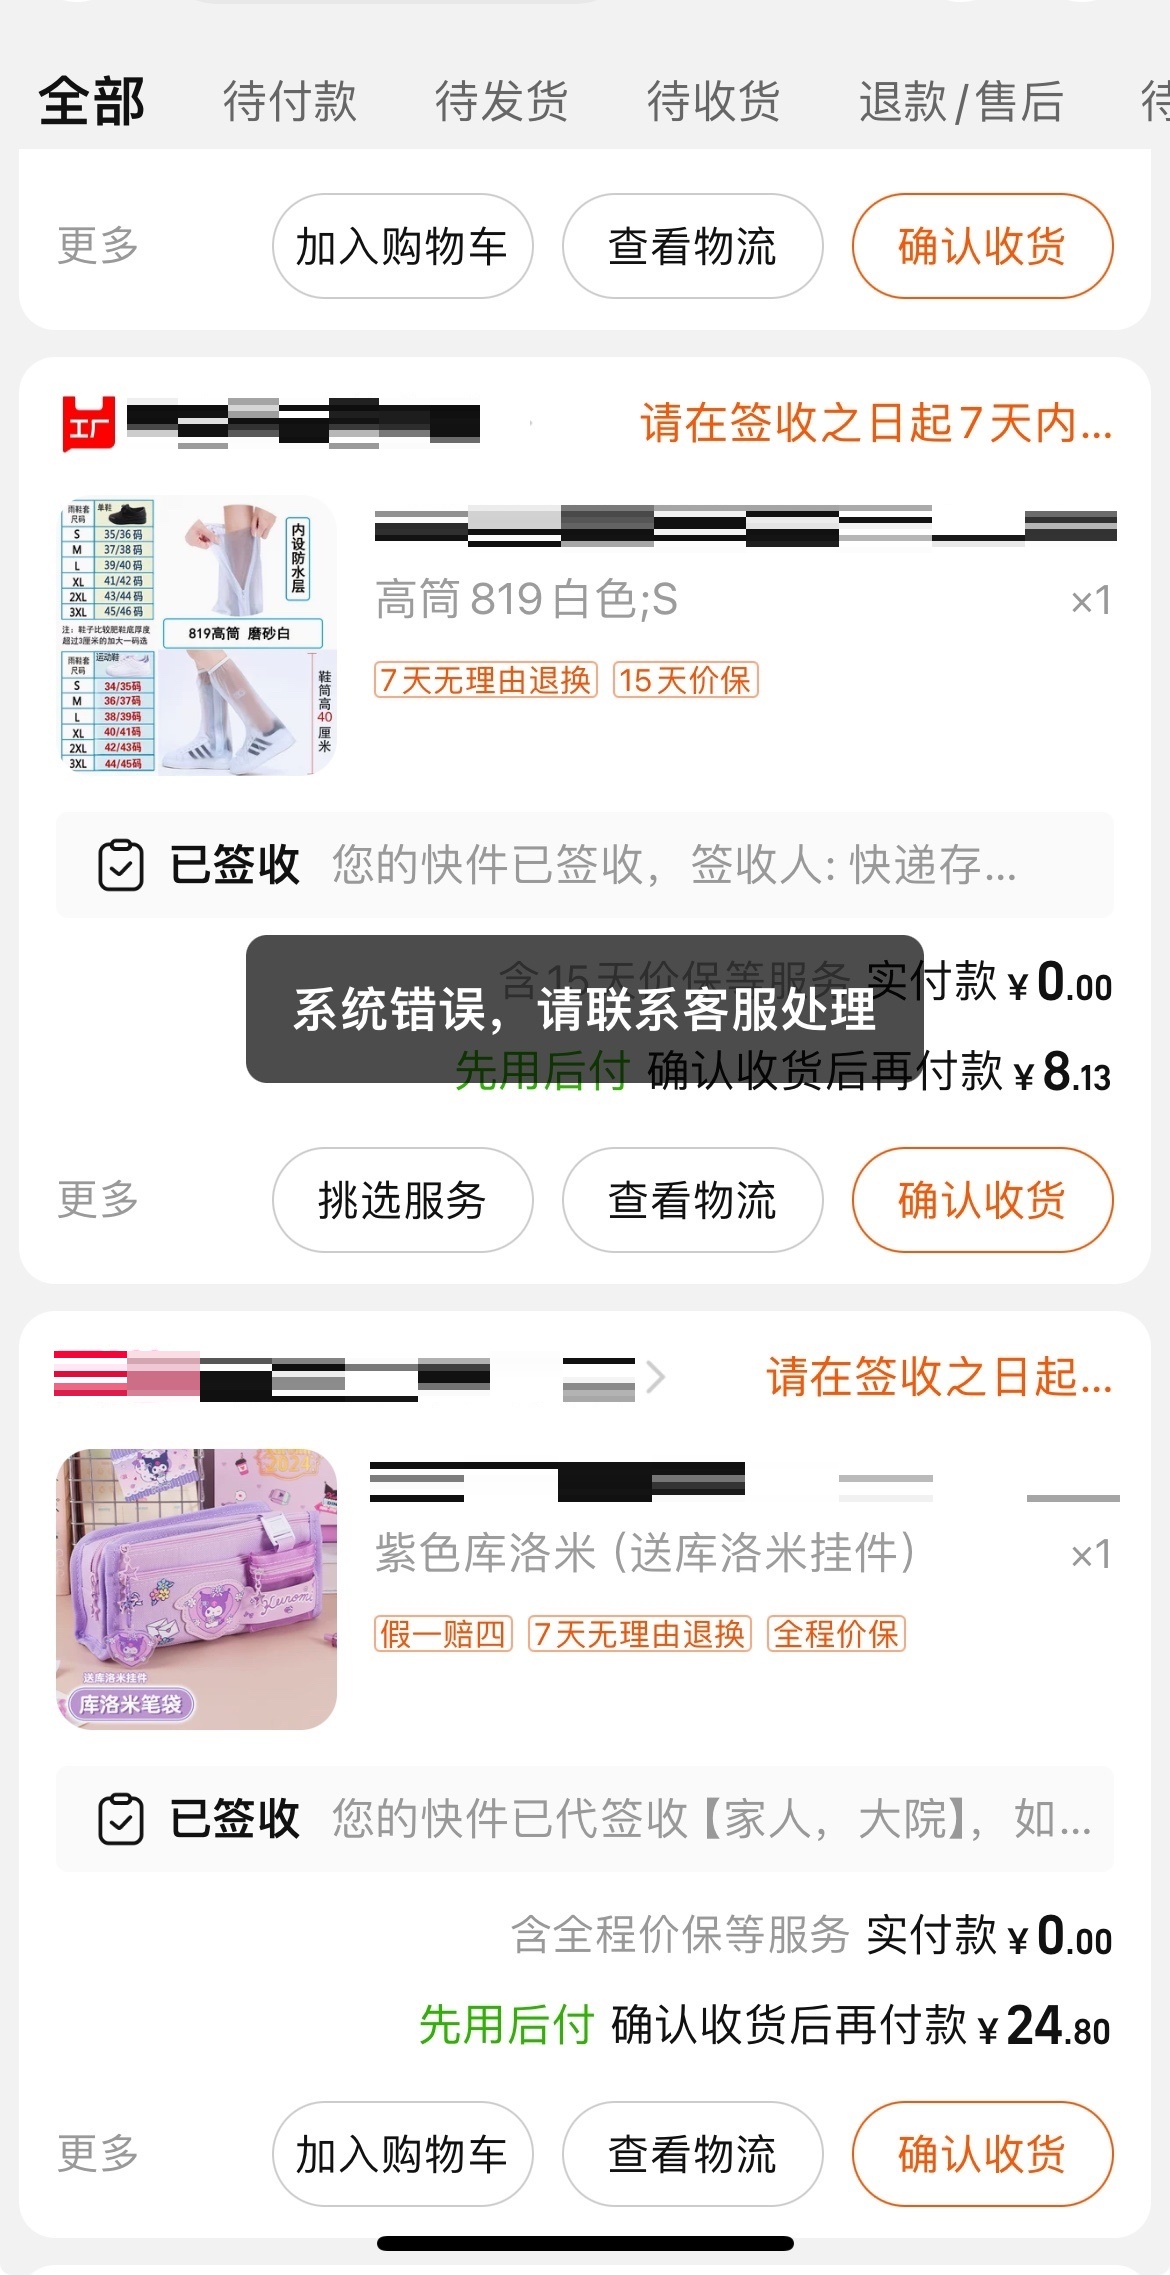 全部 待付款 待发货 待收货 退款/售后 待
更多 加入购物车 查看物流 确认收货
工厂 请在签收之日起7天内...
雨鞋套尺码 单鞋
S 35/36码
M 37/38码
L 39/40码
XL 41/42码
2XL 43/44码
3XL 45/46码
注：鞋子比较肥鞋底厚度
超过3厘米的加大一码选
内设防水层
819高筒 磨砂白
雨鞋套尺码 运动鞋
S 34/35码
M 36/37码
L 38/39码
XL 40/41码
2XL 42/43码
3XL 44/45码
鞋筒高40厘米
高筒819白色;S ×1
7天无理由退换 15天价保
已签收 您的快件已签收，签收人: 快递存...
含15天价保等服务 实付款 ¥0.00
系统错误，请联系客服处理
先用后付 确认收货后再付款 ¥8.13
更多 挑选服务 查看物流 确认收货
请在签收之日起...
2024
Kuromi
送库洛米挂件
库洛米笔袋
紫色库洛米（送库洛米挂件） ×1
假一赔四 7天无理由退换 全程价保
已签收 您的快件已代签收【家人，大院】，如...
含全程价保等服务 实付款 ¥0.00
先用后付 确认收货后再付款 ¥24.80
更多 加入购物车 查看物流 确认收货